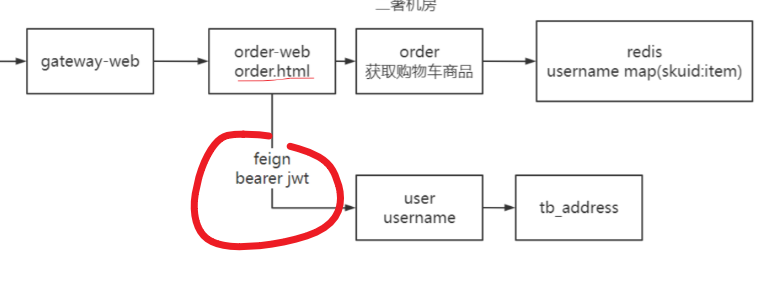 二署机房
gateway-web
order-web
order.html
order
获取购物车商品
redis
username map(skuid:item)
feign
bearer jwt
user
username
tb_address